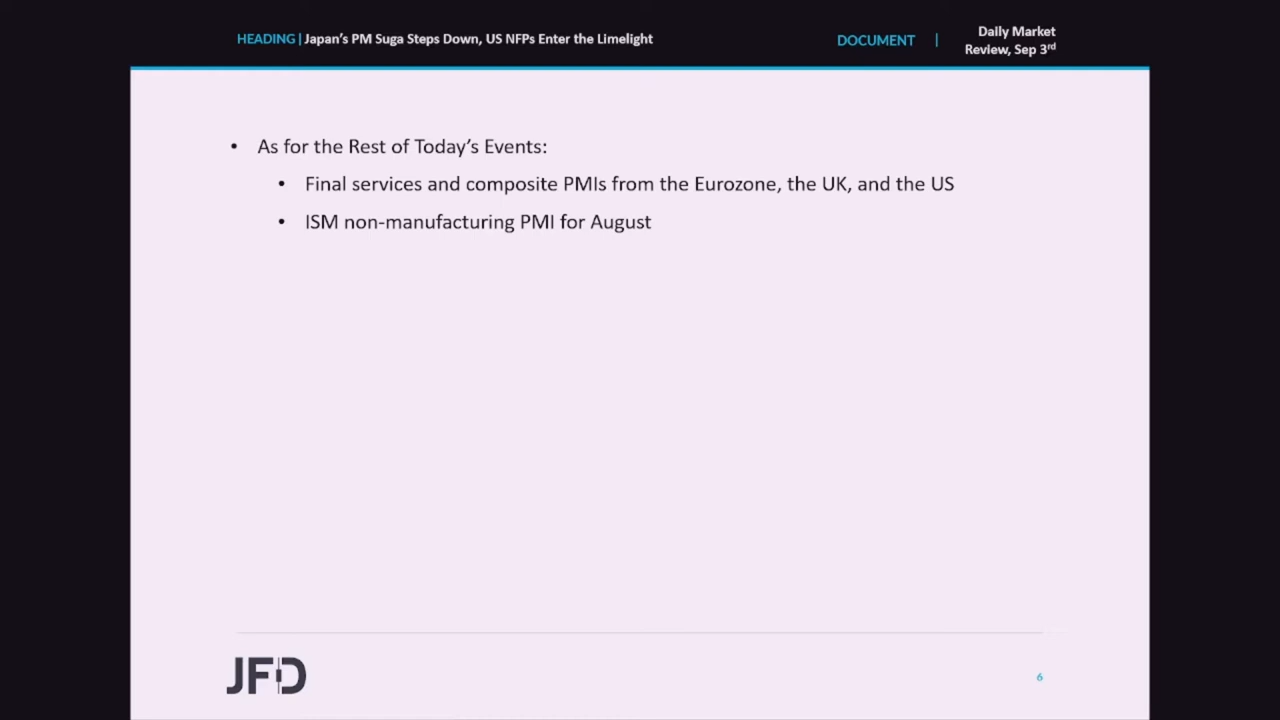 HEADING | Japan's PM Suga Steps Down, US NFPs Enter the Limelight
DOCUMENT |
Daily Market
Review, Sep 3rd
• As for the Rest of Today's Events:
• Final services and composite PMIs from the Eurozone, the UK, and the US
• ISM non-manufacturing PMI for August
JFD
6